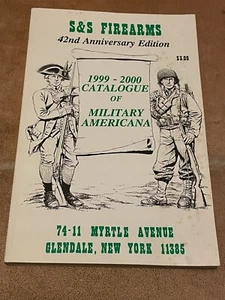 S&S FIREARMS
42nd Anniversary Edition
$3.00
1999 - 2000
CATALOGUE
OF
MILITARY
AMERICANA
74-11 MYRTLE AVENUE
GLENDALE, NEW YORK 11385